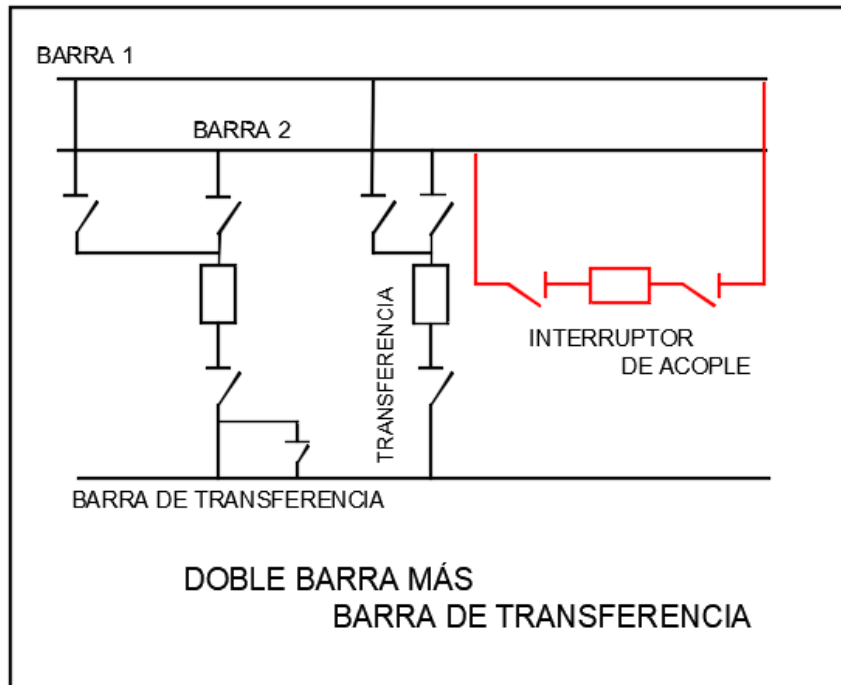 BARRA 1
BARRA 2
TRANSFERENCIA
INTERRUPTOR
DE ACOPLE
BARRA DE TRANSFERENCIA
DOBLE BARRA MÁS
BARRA DE TRANSFERENCIA